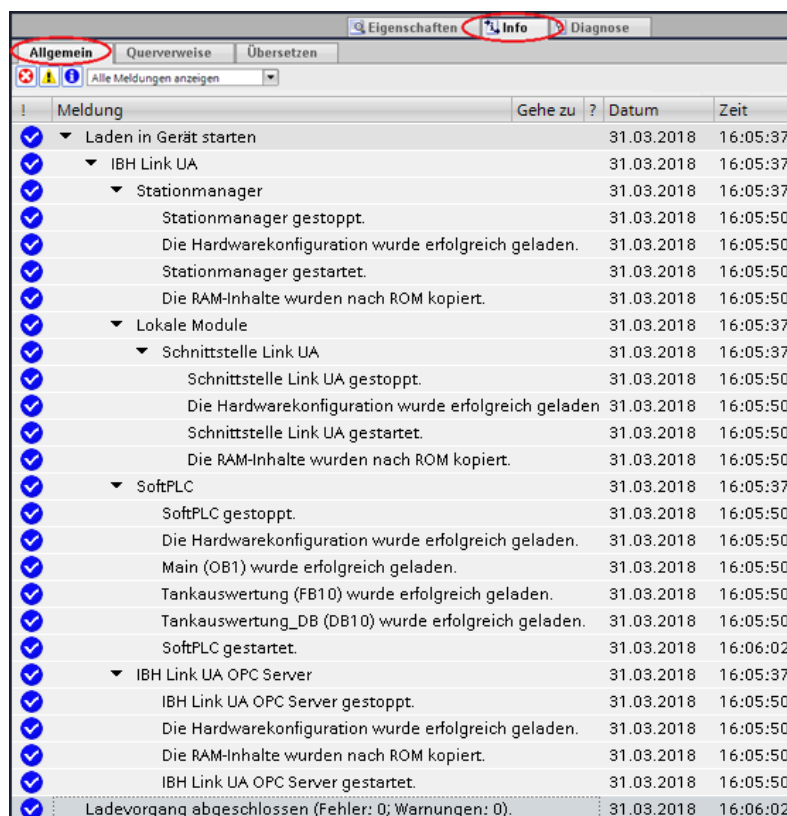 Eigenschaften Info Diagnose
Allgemein Querverweise Übersetzen
Alle Meldungen anzeigen
! Meldung Gehe zu ? Datum Zeit
Laden in Gerät starten 31.03.2018 16:05:37
IBH Link UA 31.03.2018 16:05:37
Stationmanager 31.03.2018 16:05:37
Stationmanager gestoppt. 31.03.2018 16:05:50
Die Hardwarekonfiguration wurde erfolgreich geladen. 31.03.2018 16:05:50
Stationmanager gestartet. 31.03.2018 16:05:50
Die RAM-Inhalte wurden nach ROM kopiert. 31.03.2018 16:05:50
Lokale Module 31.03.2018 16:05:37
Schnittstelle Link UA 31.03.2018 16:05:37
Schnittstelle Link UA gestoppt. 31.03.2018 16:05:50
Die Hardwarekonfiguration wurde erfolgreich geladen 31.03.2018 16:05:50
Schnittstelle Link UA gestartet. 31.03.2018 16:05:50
Die RAM-Inhalte wurden nach ROM kopiert. 31.03.2018 16:05:50
SoftPLC 31.03.2018 16:05:37
SoftPLC gestoppt. 31.03.2018 16:05:50
Die Hardwarekonfiguration wurde erfolgreich geladen. 31.03.2018 16:05:50
Main (OB1) wurde erfolgreich geladen. 31.03.2018 16:05:50
Tankauswertung (FB10) wurde erfolgreich geladen. 31.03.2018 16:05:50
Tankauswertung_DB (DB10) wurde erfolgreich geladen. 31.03.2018 16:05:50
SoftPLC gestartet. 31.03.2018 16:06:02
IBH Link UA OPC Server 31.03.2018 16:05:37
IBH Link UA OPC Server gestoppt. 31.03.2018 16:05:50
Die Hardwarekonfiguration wurde erfolgreich geladen. 31.03.2018 16:05:50
Die RAM-Inhalte wurden nach ROM kopiert. 31.03.2018 16:05:50
IBH Link UA OPC Server gestartet. 31.03.2018 16:05:50
Ladevorgang abgeschlossen (Fehler: 0; Warnungen: 0). 31.03.2018 16:06:02